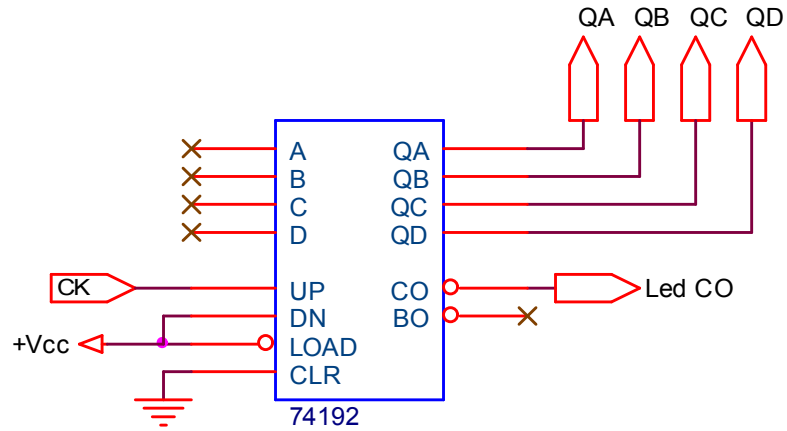 QA QB QC QD
A QA
B QB
C QC
D QD
CK UP CO Led CO
DN BO
+Vcc LOAD
CLR
74192